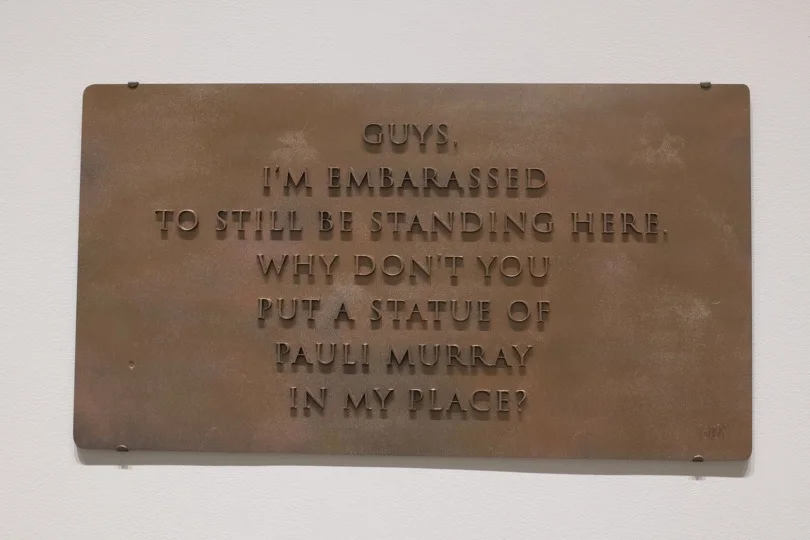 GUYS,
I'M EMBARASSED
TO STILL BE STANDING HERE.
WHY DON'T YOU
PUT A STATUE OF
PAULI MURRAY
IN MY PLACE?